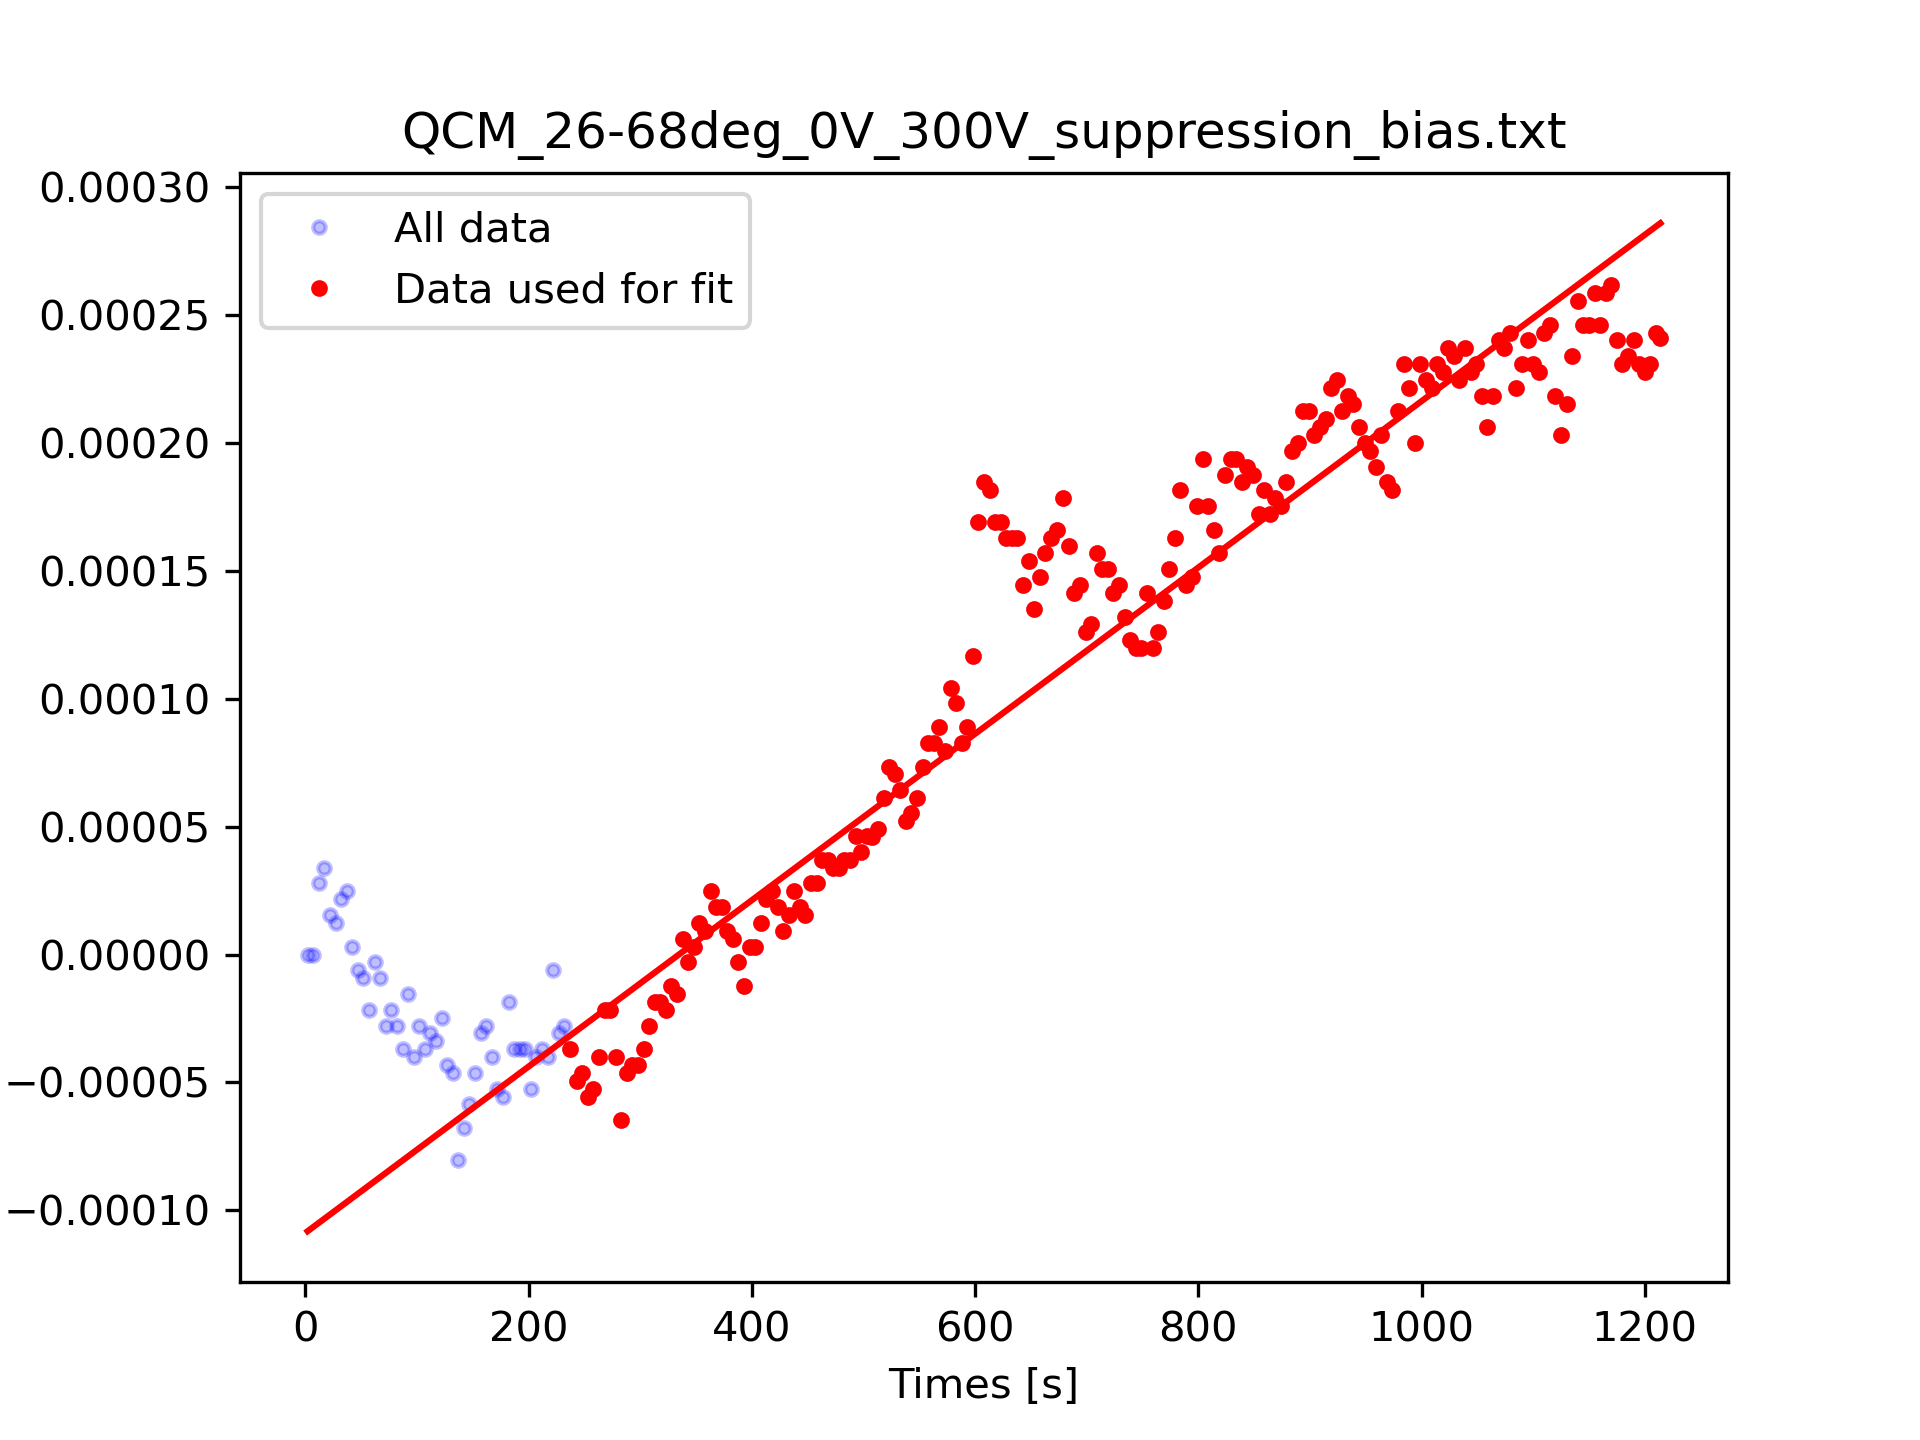 QCM_26-68deg_0V_300V_suppression_bias.txt
All data
Data used for fit
0.00030
0.00025
0.00020
0.00015
0.00010
0.00005
0.00000
−0.00005
−0.00010
0 200 400 600 800 1000 1200
Times [s]